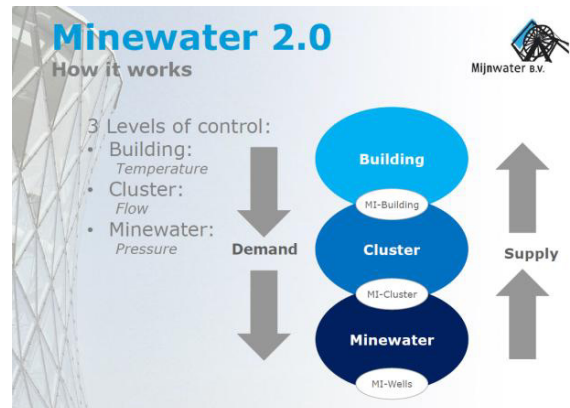 Minewater 2.0
How it works
Mijnwater B.V.
3 Levels of control:
• Building:
Temperature
• Cluster:
Flow
• Minewater:
Pressure
Demand
Building
MI-Building
Cluster
MI-Cluster
Minewater
MI-Wells
Supply